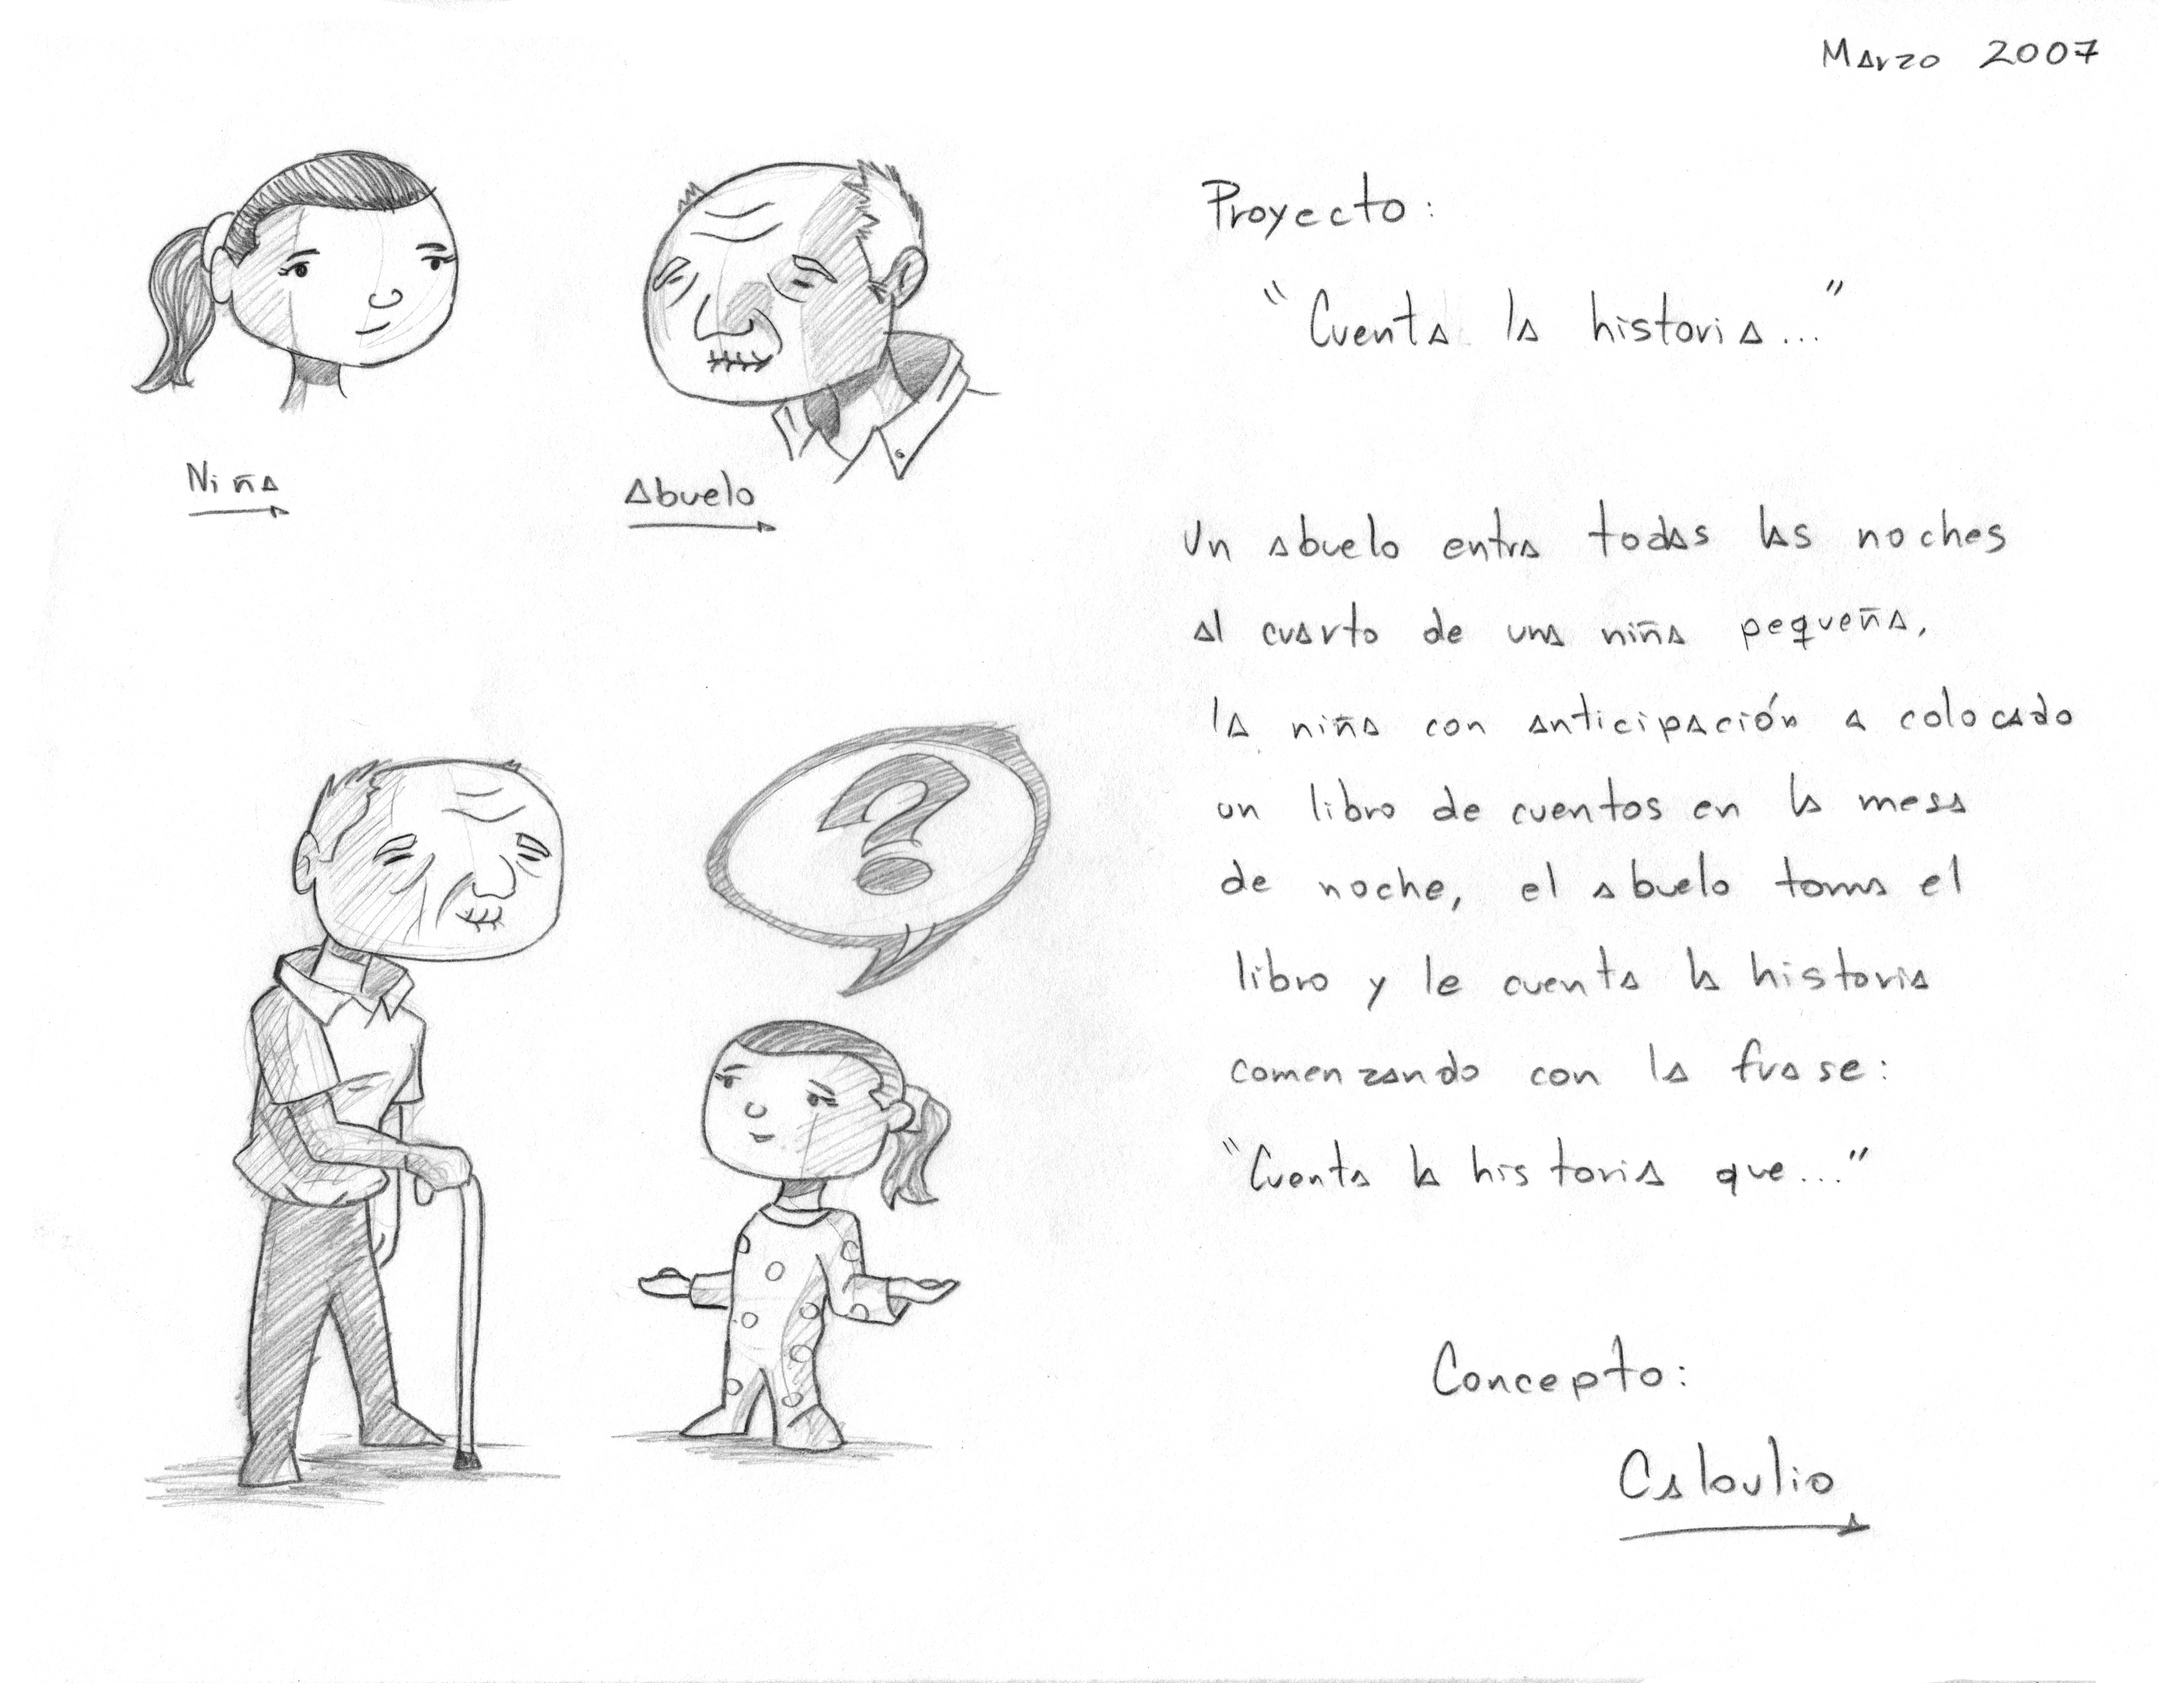 Marzo 2007
Proyecto:
"Cuenta la historia..."
Niña
Abuelo
Un abuelo entra todas las noches
al cuarto de una niña pequeña,
la niña con anticipación a colocado
un libro de cuentos en la mesa
de noche, el abuelo toma el
libro y le cuenta la historia
comenzando con la frase:
"Cuenta la historia que..."
?
Concepto:
Caloulio